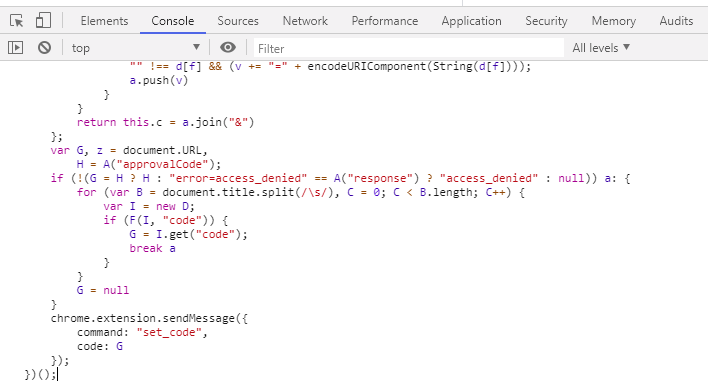 Elements Console Sources Network Performance Application Security Memory Audits
top Filter All levels
"" !== d[f] && (v += "=" + encodeURIComponent(String(d[f])));
a.push(v)
}
}
return this.c = a.join("&")
};
var G, z = document.URL,
H = A("approvalCode");
if (!(G = H ? H : "error=access_denied" == A("response") ? "access_denied" : null)) a: {
for (var B = document.title.split(/\s/), C = 0; C < B.length; C++) {
var I = new D;
if (F(I, "code")) {
G = I.get("code");
break a
}
}
G = null
}
chrome.extension.sendMessage({
command: "set_code",
code: G
});
})();